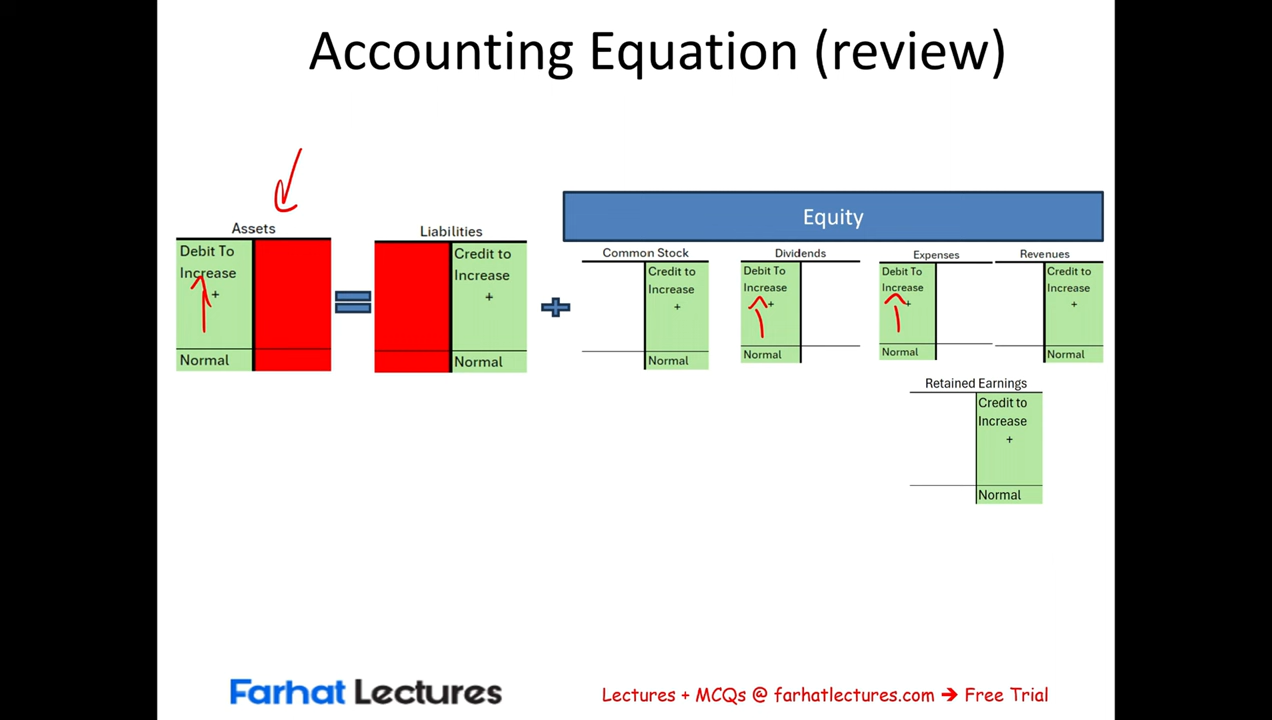 Accounting Equation (review)
Equity
Assets
Debit To
Increase
+
Normal
Liabilities
Credit to
Increase
+
Normal
Common Stock
Credit to
Increase
+
Normal
Dividends
Debit To
Increase
+
Normal
Expenses
Debit To
Increase
+
Normal
Revenues
Credit to
Increase
+
Normal
Retained Earnings
Credit to
Increase
+
Normal
Farhat Lectures
Lectures + MCQs @ farhatlectures.com ➔ Free Trial